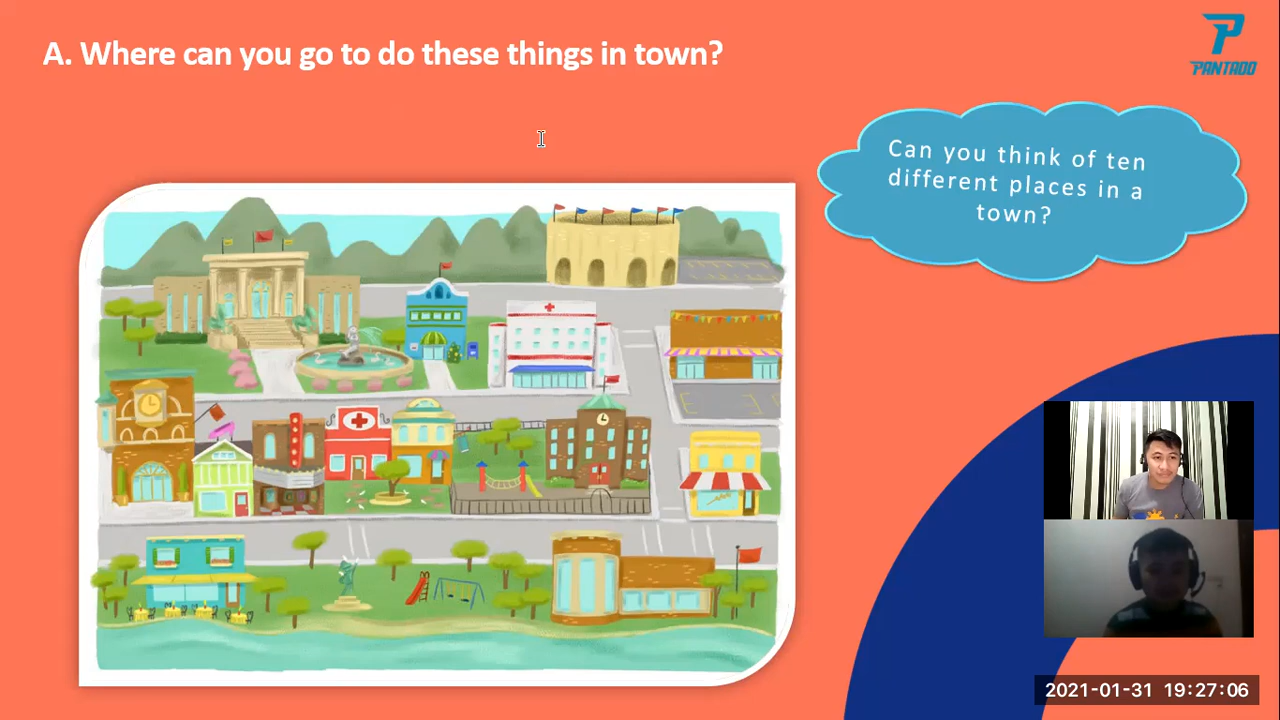 A. Where can you go to do these things in town?
PANTADO
Can you think of ten
different places in a
town?
2021-01-31 19:27:06